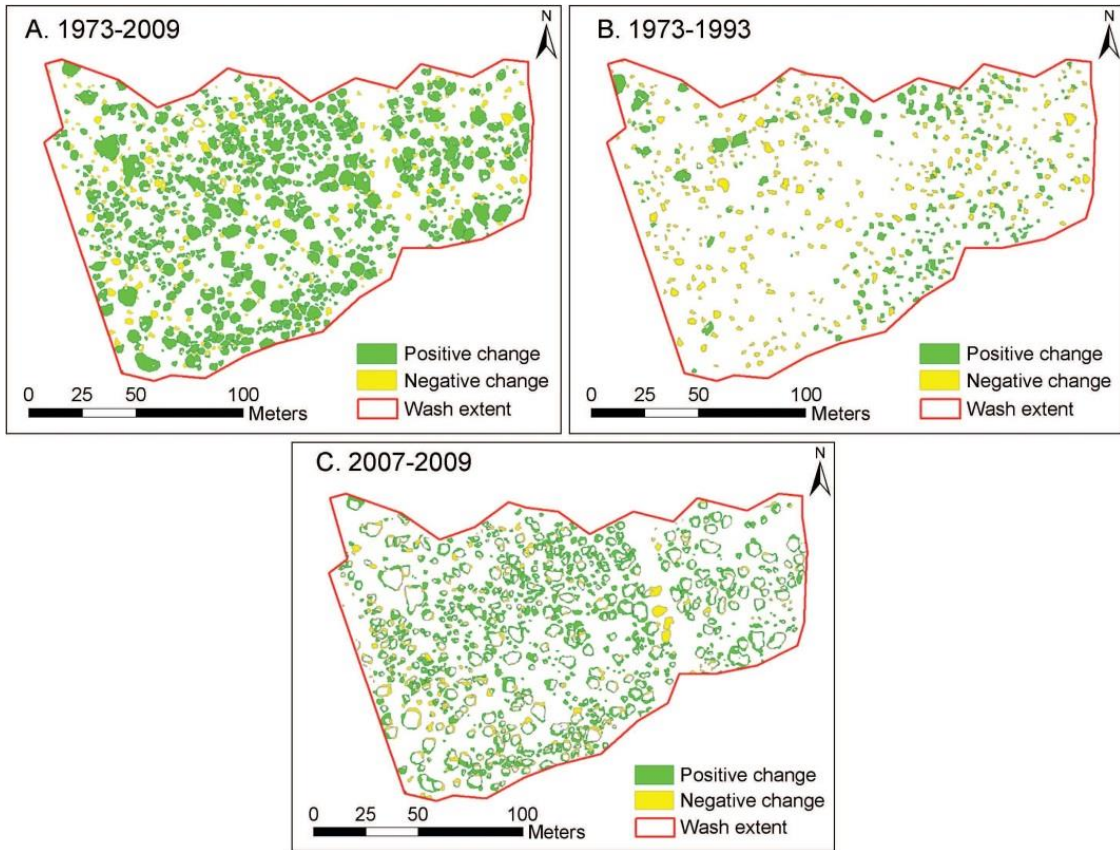 A. 1973-2009
N
Positive change
Negative change
Wash extent
0 25 50 100
Meters
B. 1973-1993
N
Positive change
Negative change
Wash extent
0 25 50 100
Meters
C. 2007-2009
N
Positive change
Negative change
Wash extent
0 25 50 100
Meters